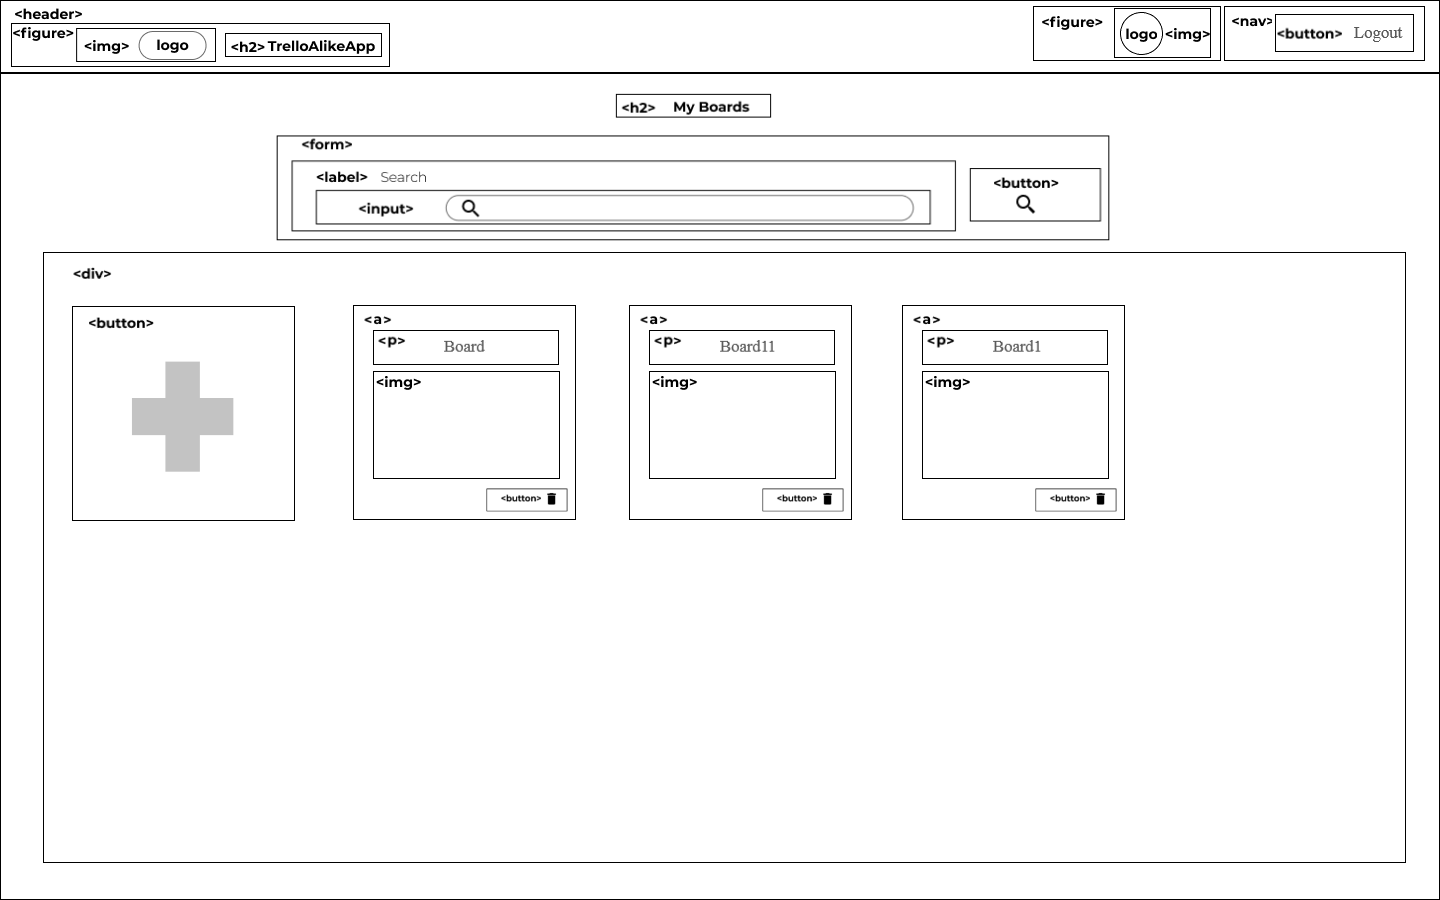 <header>
<figure>
<img> logo
<h2> TrelloAlikeApp
<figure>
logo <img>
<nav>
<button> Logout
<h2> My Boards
<form>
<label> Search
<input>
<button>
<div>
<button>
<a>
<p> Board
<img>
<button>
<a>
<p> Board11
<img>
<button>
<a>
<p> Board1
<img>
<button>